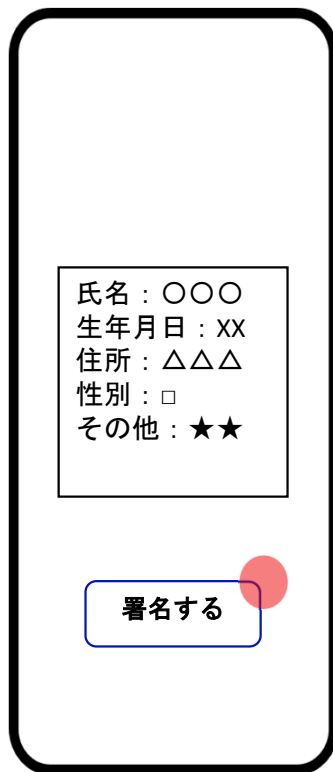 氏名：〇〇〇
生年月日：XX
住所：△△△
性別：□
その他：★★
署名する